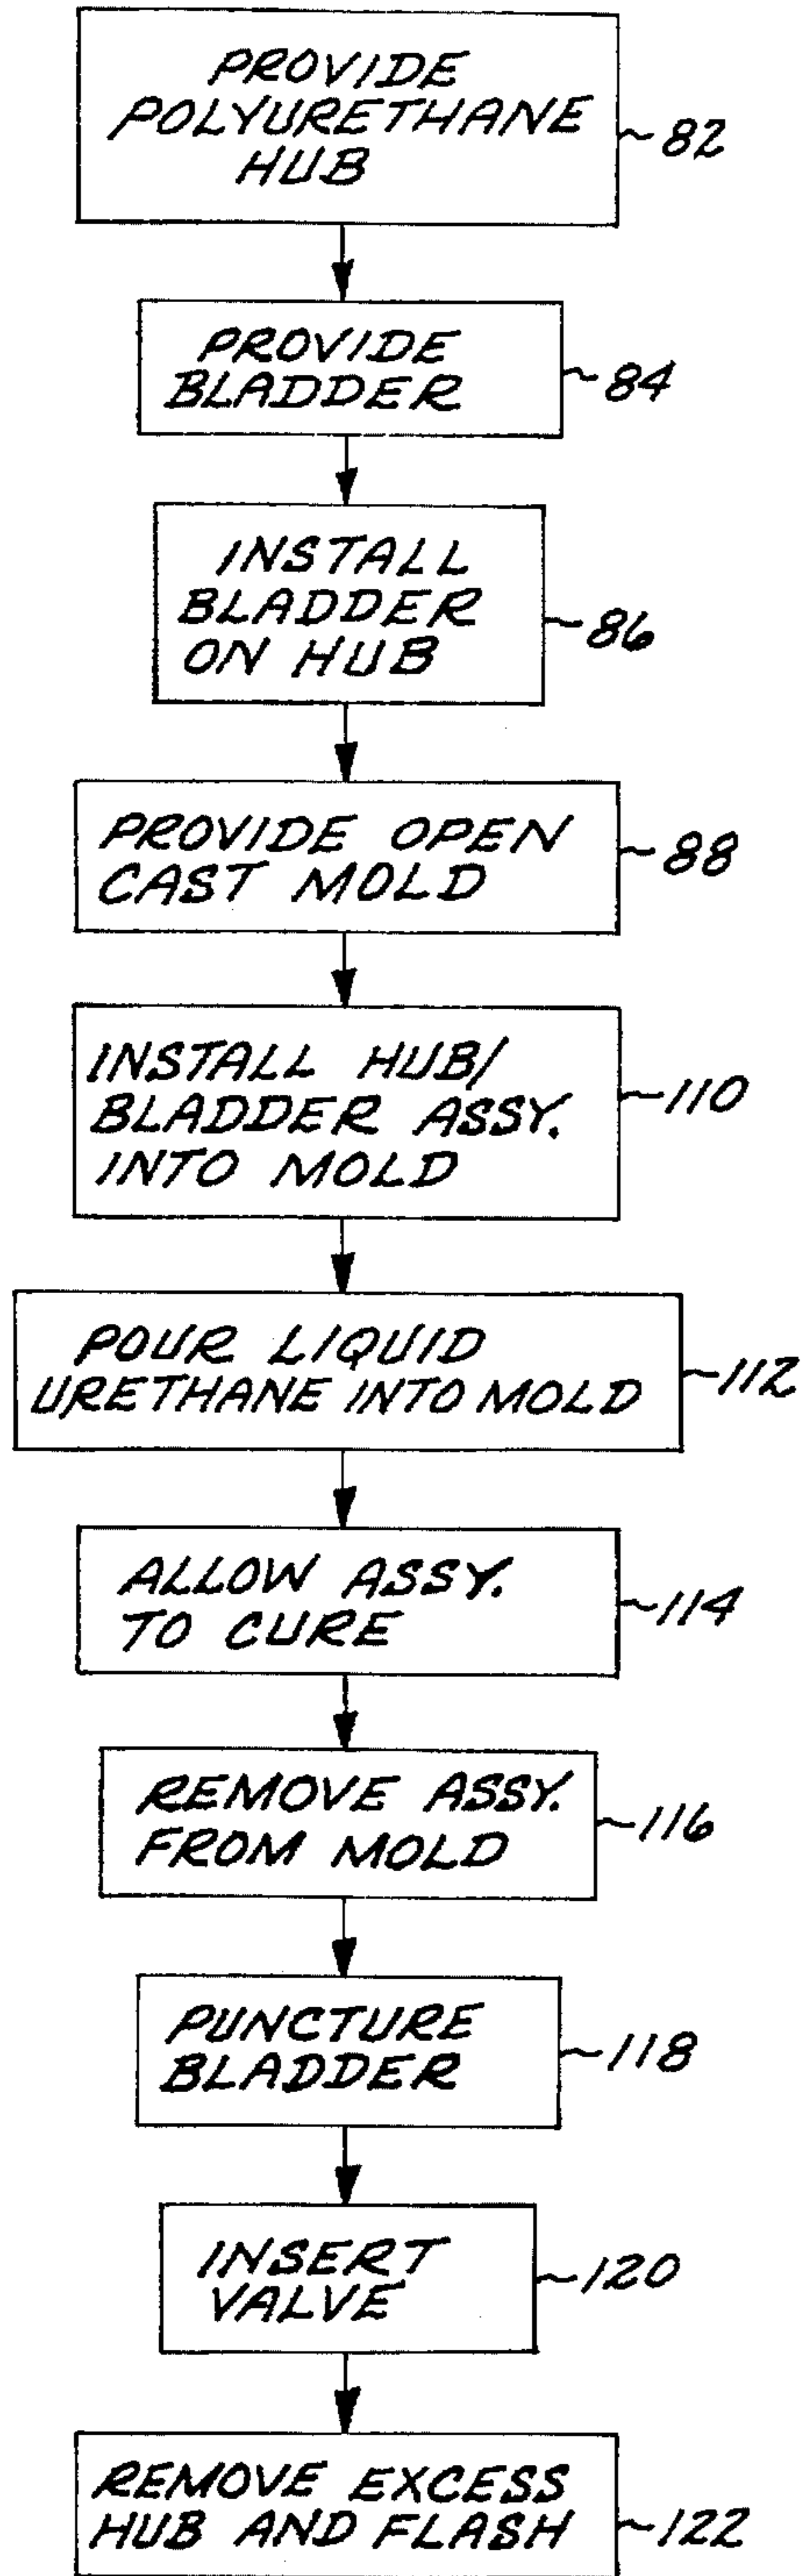 PROVIDE
POLYURETHANE
HUB
82
PROVIDE
BLADDER
84
INSTALL
BLADDER
ON HUB
86
PROVIDE OPEN
CAST MOLD
88
INSTALL HUB/
BLADDER ASSY.
INTO MOLD
110
POUR LIQUID
URETHANE INTO MOLD
112
ALLOW ASSY.
TO CURE
114
REMOVE ASSY.
FROM MOLD
116
PUNCTURE
BLADDER
118
INSERT
VALVE
120
REMOVE EXCESS
HUB AND FLASH
122